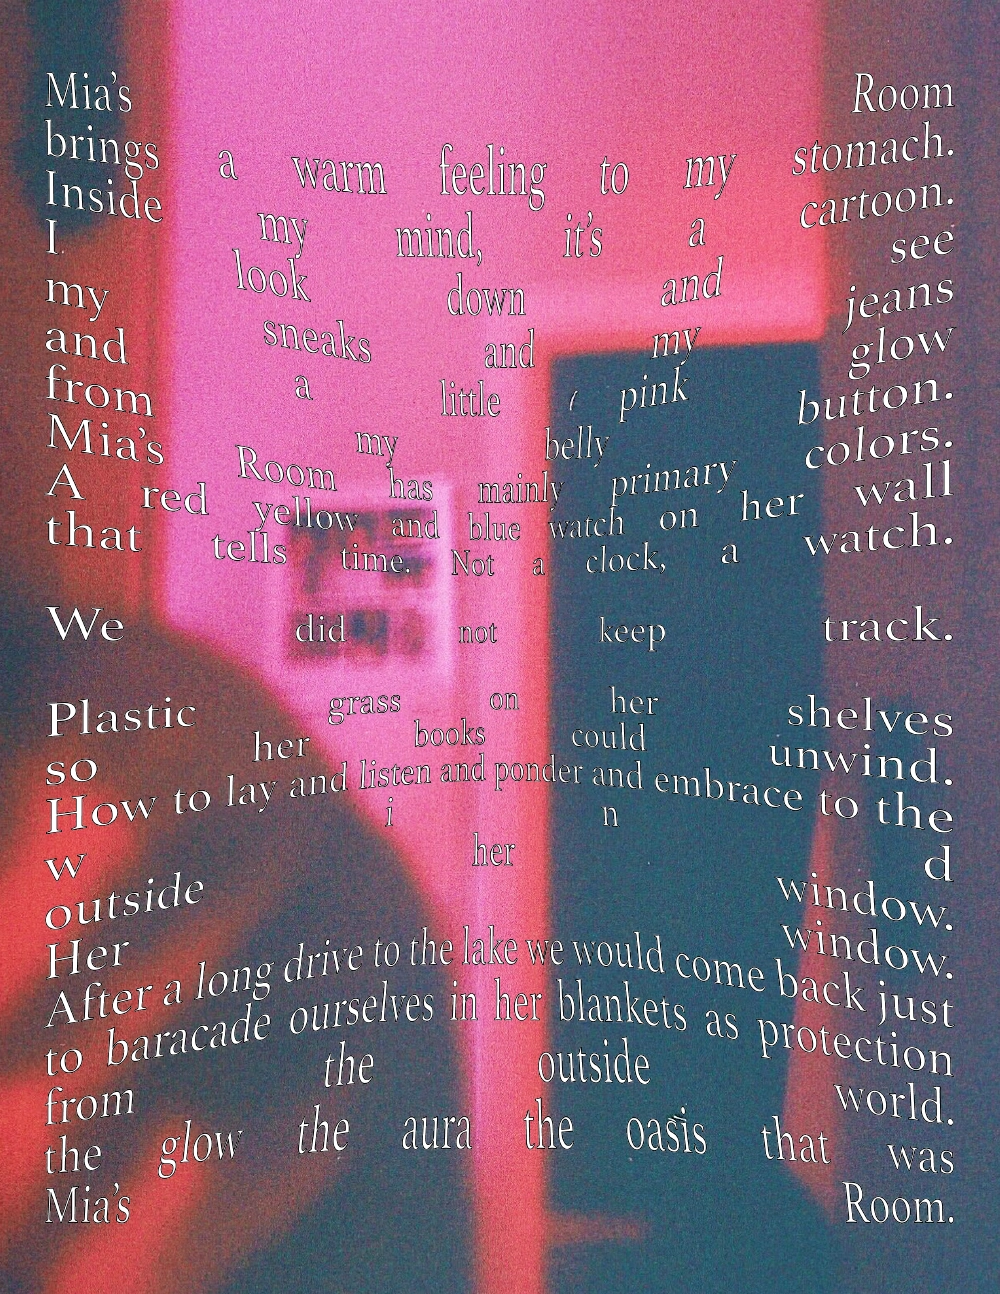 Mia’s Room
brings a warm feeling to my stomach.
Inside my mind, it’s a cartoon.
I look down and see
my sneaks and my jeans
and a little pink glow
from my belly button.
Mia’s Room has mainly primary colors.
A red yellow and blue watch on her wall
that tells time. Not a clock, a watch.
We did not keep track.
Plastic grass on her shelves
so her books could unwind.
How to lay and listen and ponder and embrace to the
w i n d
outside her window.
Her window.
After a long drive to the lake we would come back just
to baracade ourselves in her blankets as protection
from the outside world.
the glow the aura the oasis that was
Mia’s Room.